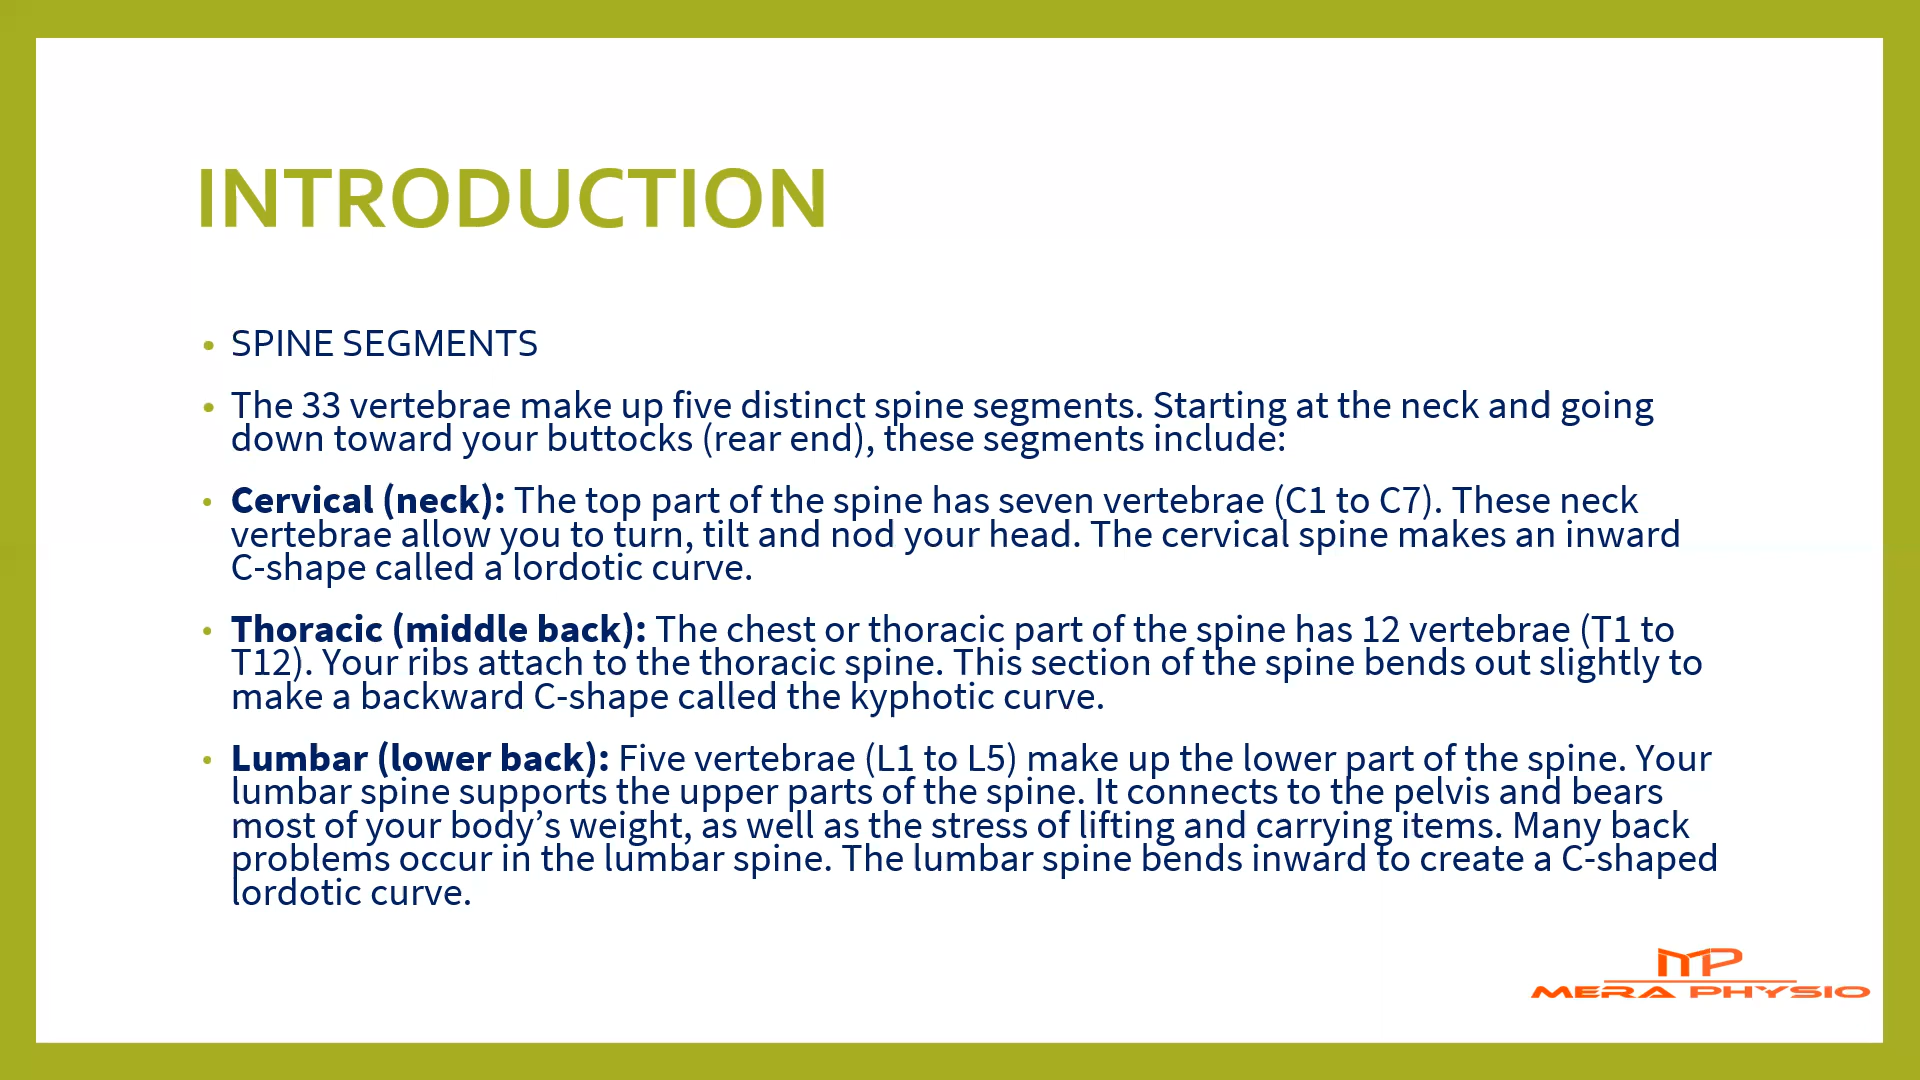 INTRODUCTION
• SPINE SEGMENTS
• The 33 vertebrae make up five distinct spine segments. Starting at the neck and going
down toward your buttocks (rear end), these segments include:
• Cervical (neck): The top part of the spine has seven vertebrae (C1 to C7). These neck
vertebrae allow you to turn, tilt and nod your head. The cervical spine makes an inward
C-shape called a lordotic curve.
• Thoracic (middle back): The chest or thoracic part of the spine has 12 vertebrae (T1 to
T12). Your ribs attach to the thoracic spine. This section of the spine bends out slightly to
make a backward C-shape called the kyphotic curve.
• Lumbar (lower back): Five vertebrae (L1 to L5) make up the lower part of the spine. Your
lumbar spine supports the upper parts of the spine. It connects to the pelvis and bears
most of your body’s weight, as well as the stress of lifting and carrying items. Many back
problems occur in the lumbar spine. The lumbar spine bends inward to create a C-shaped
lordotic curve.
MP
MERA PHYSIO